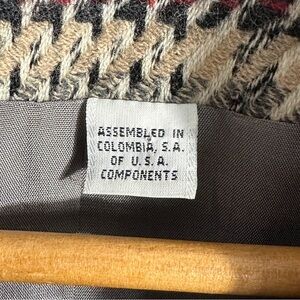 ASSEMBLED IN
COLOMBIA, S.A.
OF U.S.A.
COMPONENTS